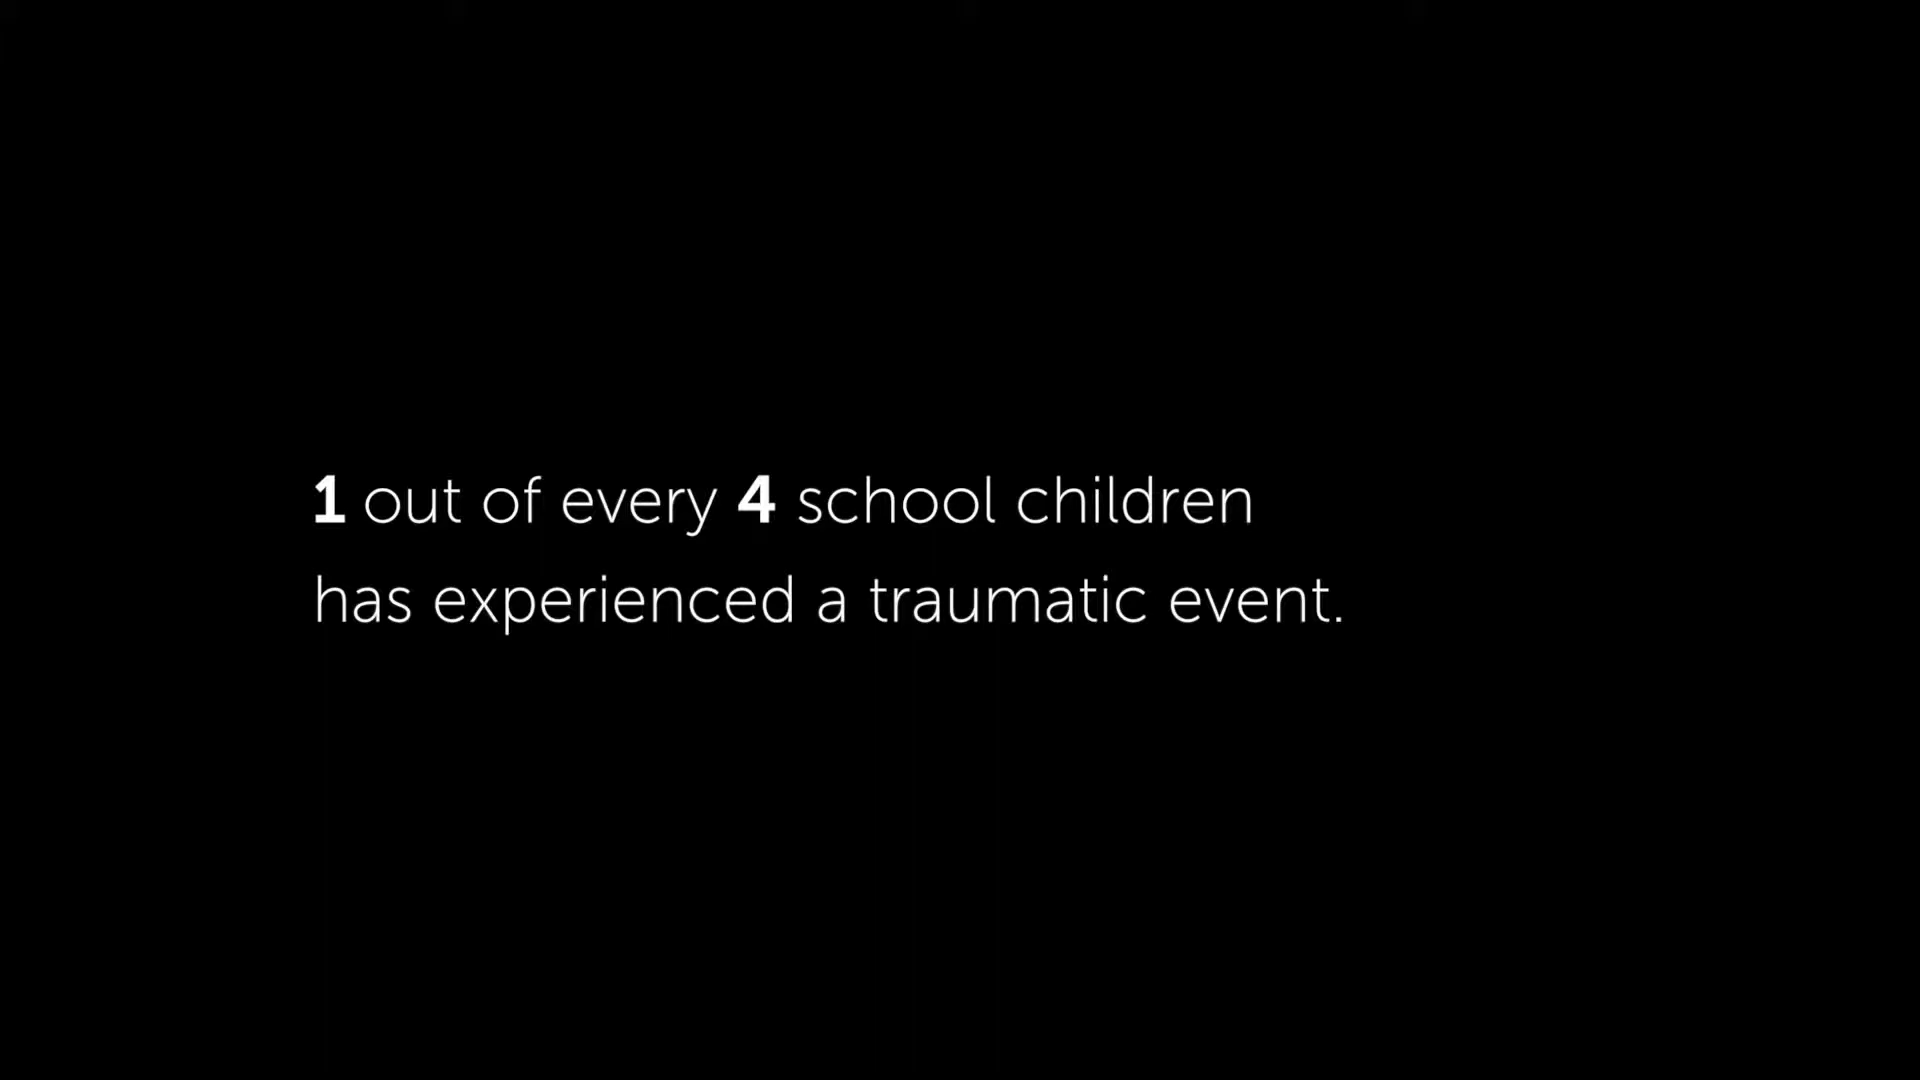 1 out of every 4 school children
has experienced a traumatic event.